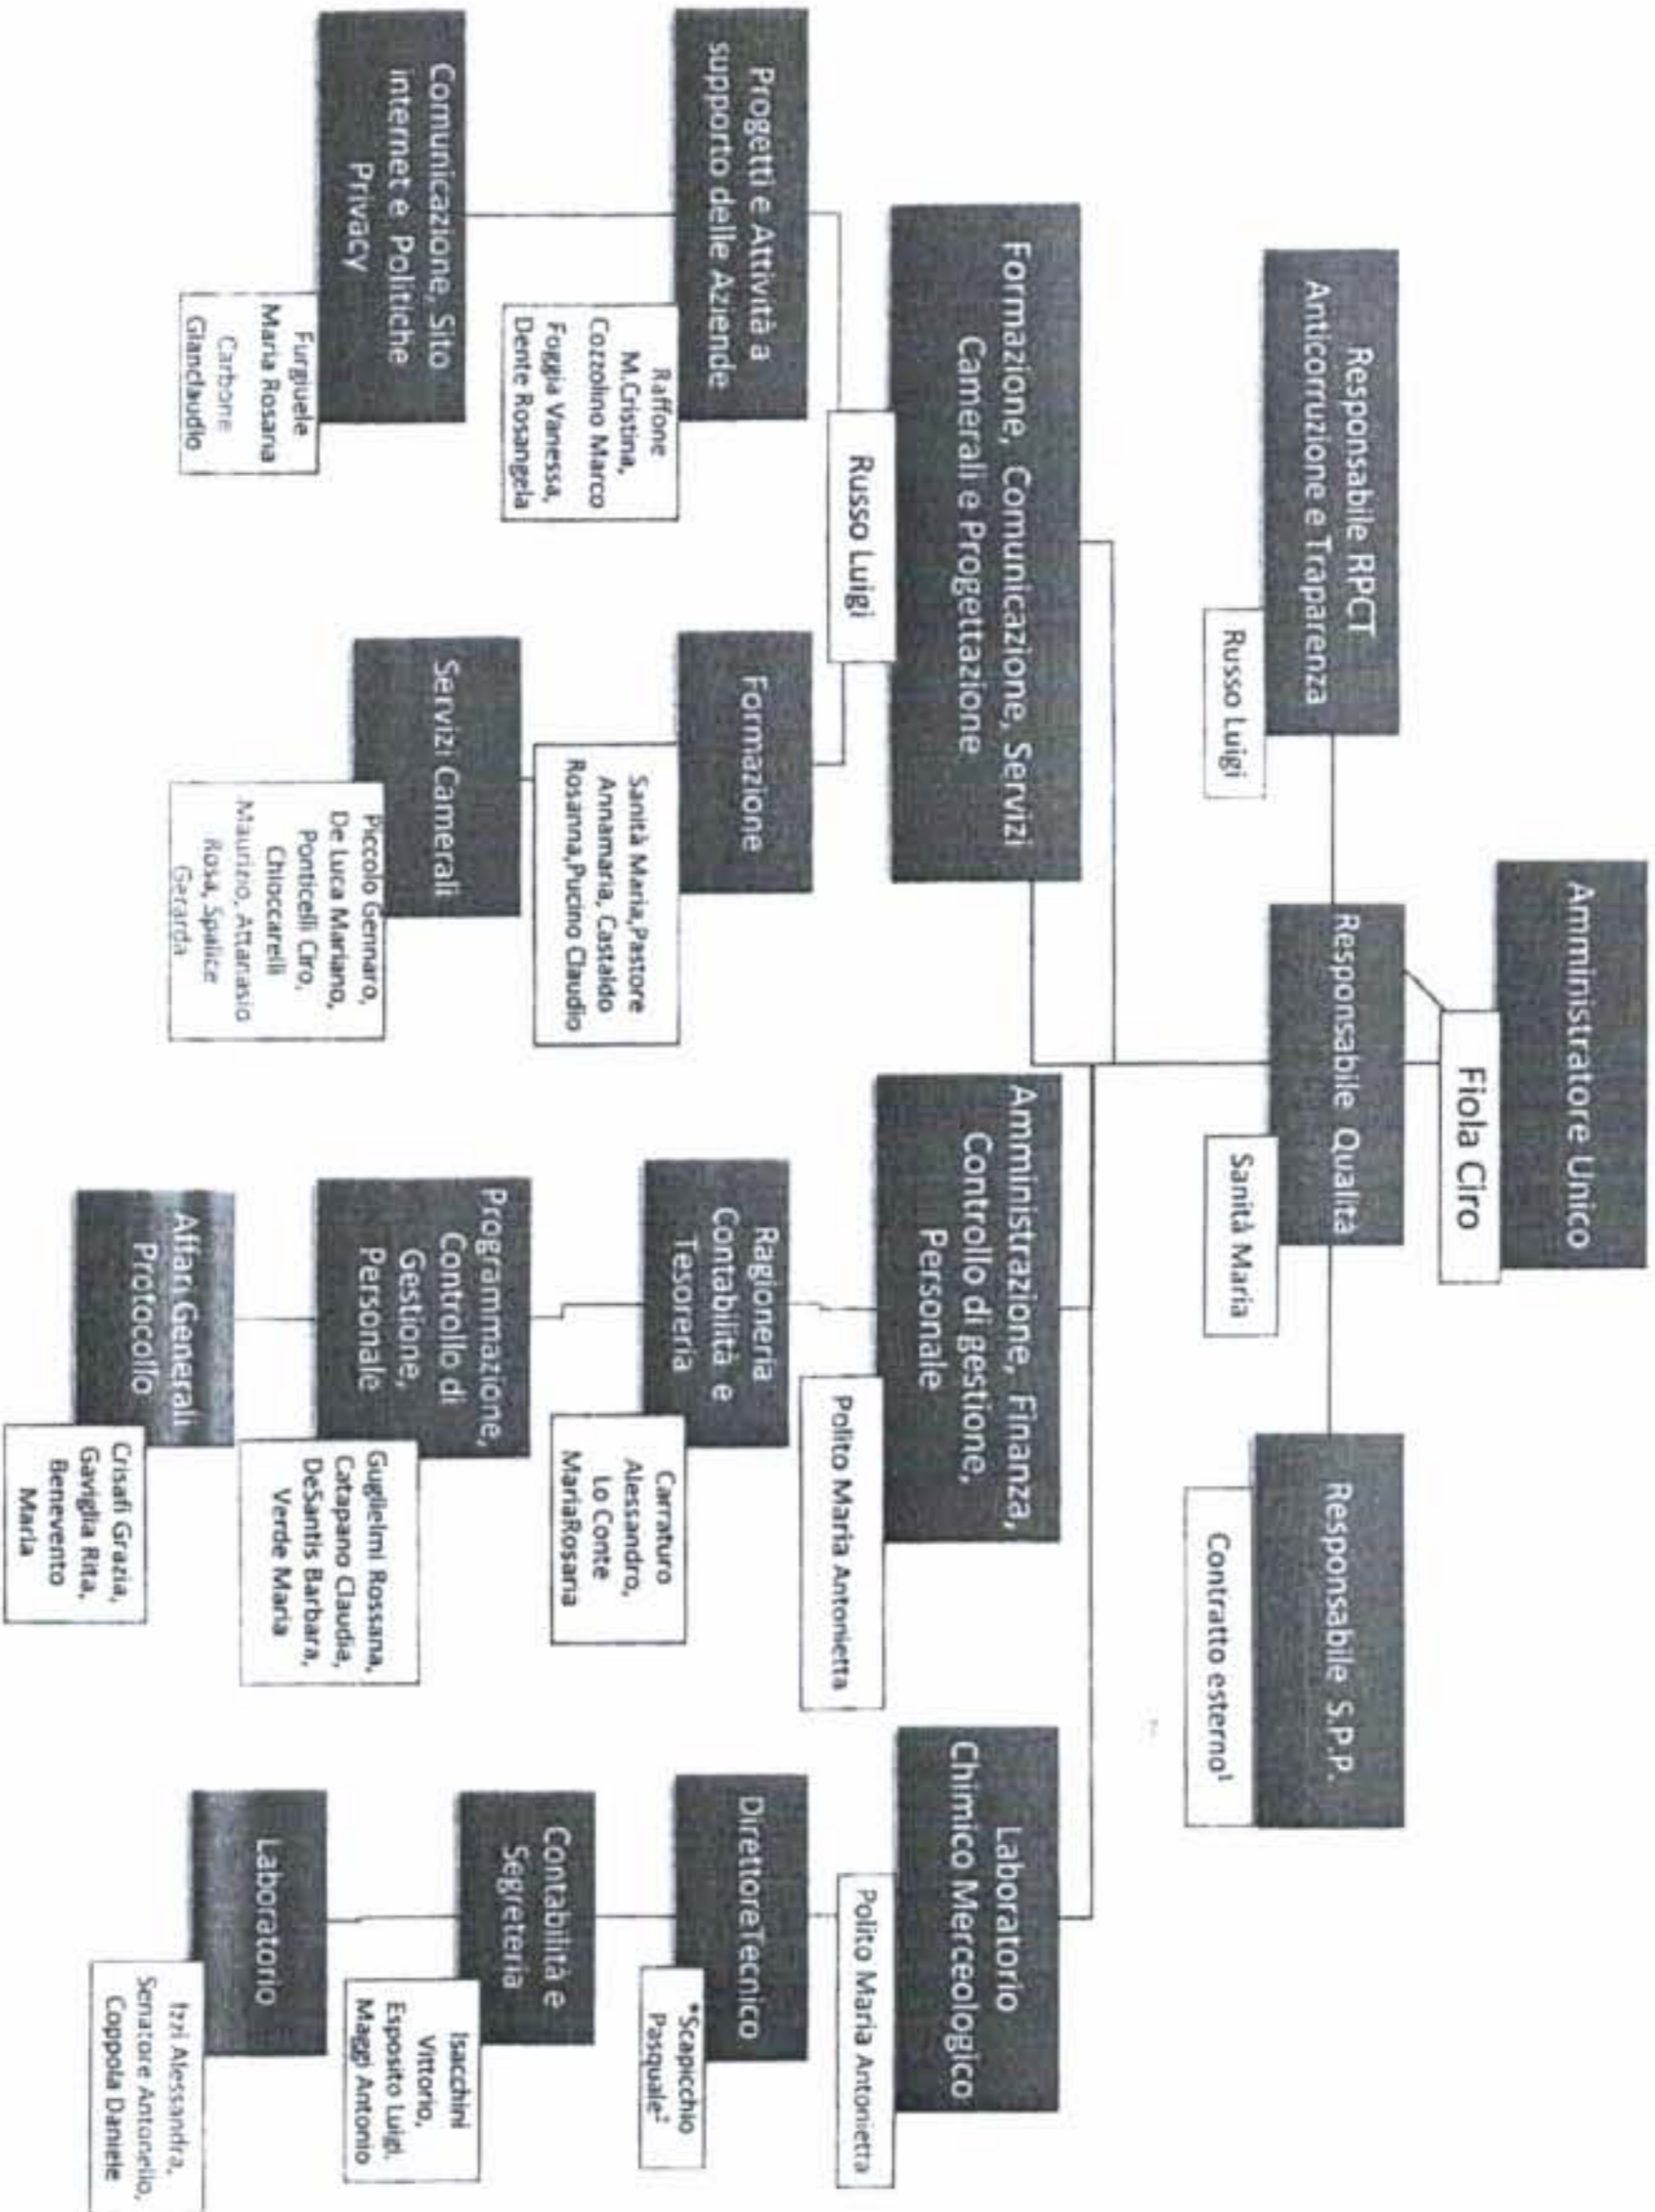 Amministratore Unico
Fiola Ciro
Responsabile RPCT
Anticorruzione e Traparenza
Russo Luigi
Responsabile Qualità
Sanità Maria
Responsabile S.P.P.
Contratto esterno¹
Formazione, Comunicazione, Servizi
Camerali e Progettazione
Russo Luigi
Amministrazione, Finanza,
Controllo di gestione,
Personale
Polito Maria Antonietta
Laboratorio
Chimico Merceologico
Polito Maria Antonietta
Progetti e Attività a
supporto delle Aziende
Raffone
M.Cristina,
Cozzolino Marco
Foggia Vanessa,
Dente Rosangela
Formazione
Sanità Maria,Pastore
Annamaria, Castaldo
Rosanna,Pucino Claudio
Ragioneria
Contabilità e
Tesoreria
Carraturo
Alessandro,
Lo Conte
MariaRosaria
DirettoreTecnico
*Scapicchio
Pasquale²
Comunicazione, Sito
internet e Politiche
Privacy
Furgiuele
Maria Rosaria
Carbone
Gianclaudio
Servizi Camerali
Piccolo Gennaro,
De Luca Mariano,
Ponticelli Ciro,
Chioccarelli
Maurizio, Attanasio
Rosa, Spalice
Gerarda
Programmazione,
Controllo di
Gestione,
Personale
Guglielmi Rossana,
Catapano Claudia,
DeSantis Barbara,
Verde Maria
Contabilità e
Segreteria
Isacchini
Vittorio,
Esposito Luigi,
Maggi Antonio
Affari Generali
Protocollo
Crisafi Grazia,
Gaviglia Rita,
Benevento
Maria
Laboratorio
Izzi Alessandra,
Senatore Antonello,
Coppola Daniele